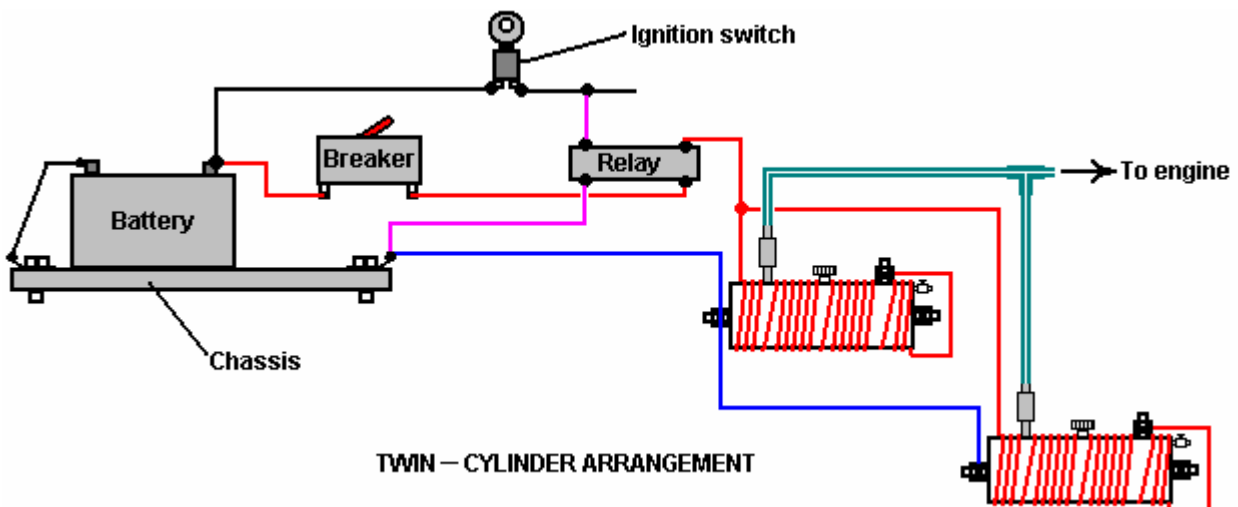 Ignition switch
Breaker
Relay
To engine
Battery
Chassis
TWIN – CYLINDER ARRANGEMENT